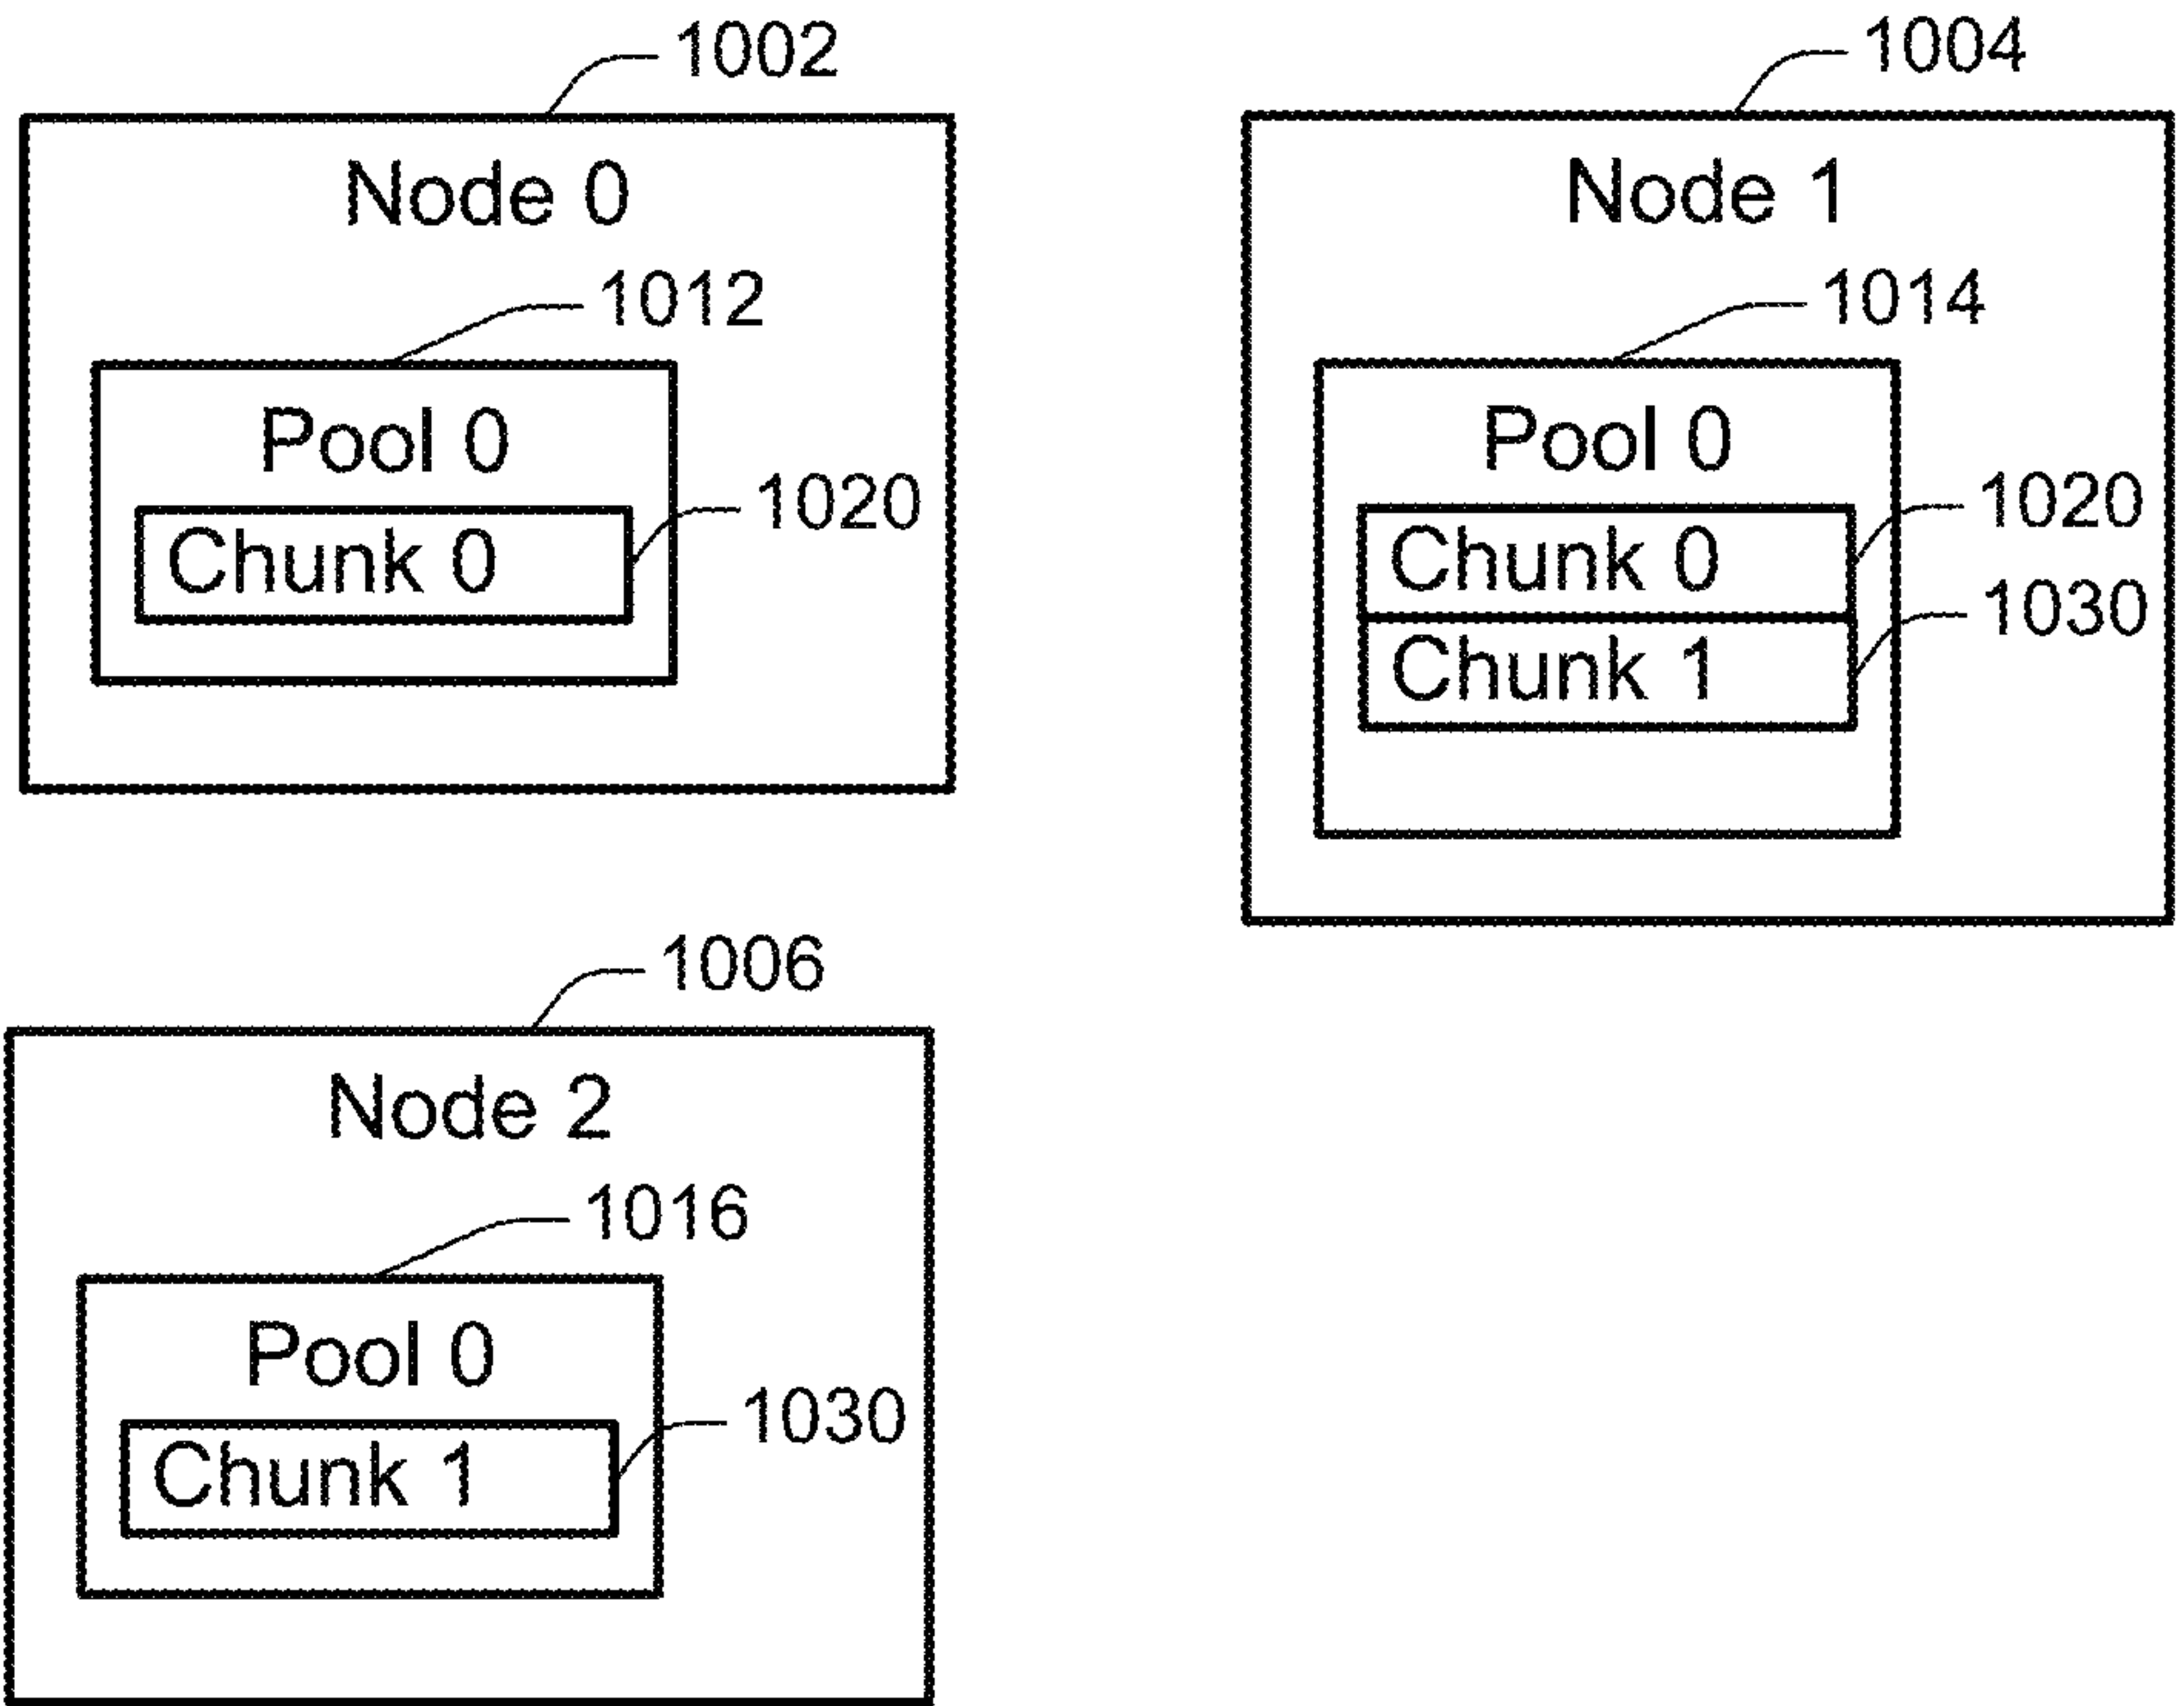 1002
Node 0
1012
Pool 0
1020
Chunk 0
1004
Node 1
1014
Pool 0
1020
Chunk 0
1030
Chunk 1
1006
Node 2
1016
Pool 0
1030
Chunk 1